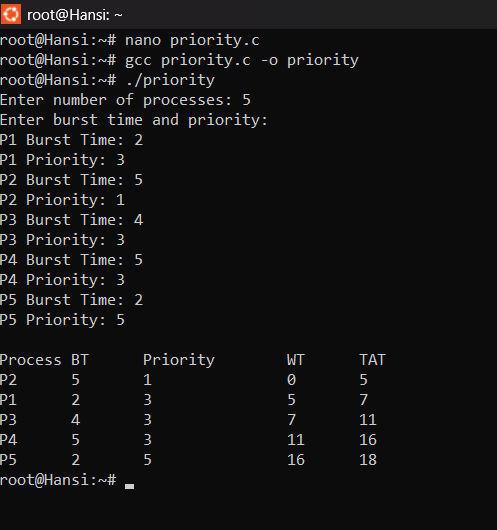 root@Hansi: ~
root@Hansi:~# nano priority.c
root@Hansi:~# gcc priority.c -o priority
root@Hansi:~# ./priority
Enter number of processes: 5
Enter burst time and priority:
P1 Burst Time: 2
P1 Priority: 3
P2 Burst Time: 5
P2 Priority: 1
P3 Burst Time: 4
P3 Priority: 3
P4 Burst Time: 5
P4 Priority: 3
P5 Burst Time: 2
P5 Priority: 5
Process BT Priority WT TAT
P2 5 1 0 5
P1 2 3 5 7
P3 4 3 7 11
P4 5 3 11 16
P5 2 5 16 18
root@Hansi:~#